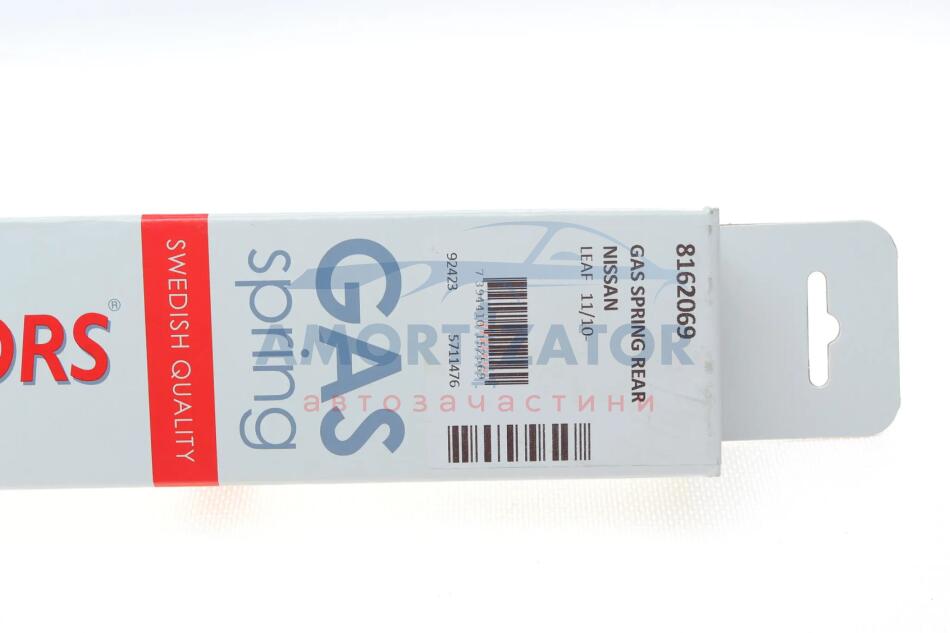 ORS®
SWEDISH QUALITY
GAS
spring
8162069
GAS SPRING REAR
NISSAN
LEAF 11/10-
92423
5711476
AMORTIZATOR
автозачастини